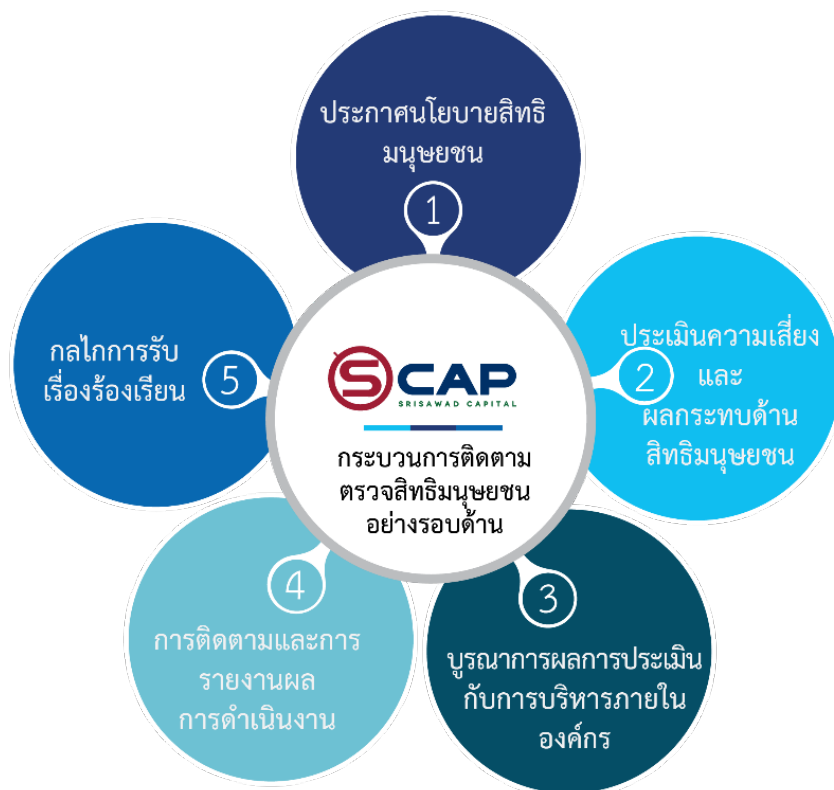 ประกาศนโยบายสิทธิ
มนุษยชน
1
ประเมินความเสี่ยง
และ
ผลกระทบด้าน
สิทธิมนุษยชน
2
บูรณาการผลการประเมิน
กับการบริหารภายใน
องค์กร
3
การติดตามและการ
รายงานผล
การดำเนินงาน
4
กลไกการรับ
เรื่องร้องเรียน
5
S CAP
SRISAWAD CAPITAL
กระบวนการติดตาม
ตรวจสิทธิมนุษยชน
อย่างรอบด้าน